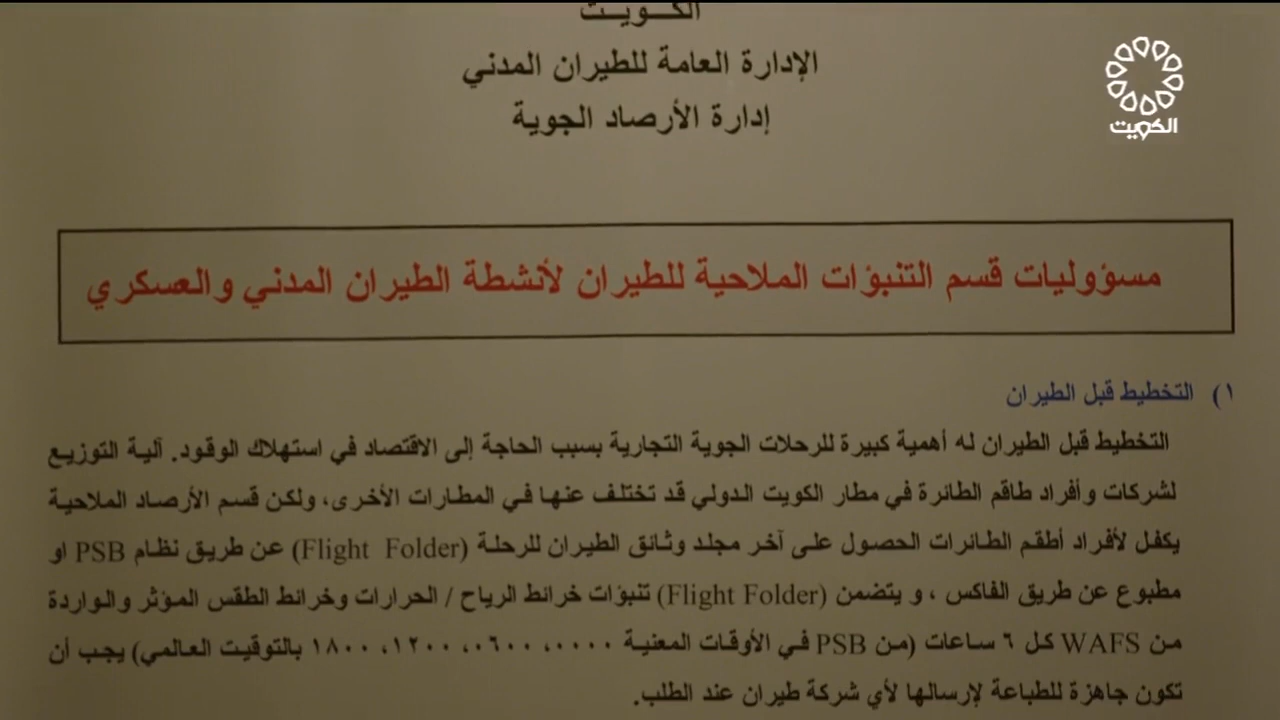 الكـــويـــت
الإدارة العامة للطيران المدني
إدارة الأرصاد الجوية
الكويت
مسؤوليات قسم التنبؤات الملاحية للطيران لأنشطة الطيران المدني والعسكري
١) التخطيط قبل الطيران
التخطيط قبل الطيران له أهمية كبيرة للرحلات الجوية التجارية بسبب الحاجة إلى الاقتصاد في استهلاك الوقود. آلية التوزيع
لشركات وأفراد طاقم الطائرة في مطار الكويت الدولي قد تختلف عنها في المطارات الأخرى، ولكن قسم الأرصاد الملاحية
يكفل لأفراد أطقم الطائرات الحصول على آخر مجلد وثائق الطيران للرحلة (Flight Folder) عن طريق نظام PSB او
مطبوع عن طريق الفاكس ، و يتضمن (Flight Folder) تنبؤات خرائط الرياح / الحرارات وخرائط الطقس المؤثر والواردة
من WAFS كل ٦ ساعات (من PSB في الأوقات المعنية ٠٠٠٠، ٠٦٠٠، ١٢٠٠، ١٨٠٠ بالتوقيت العالمي) يجب أن
تكون جاهزة للطباعة لإرسالها لأي شركة طيران عند الطلب.